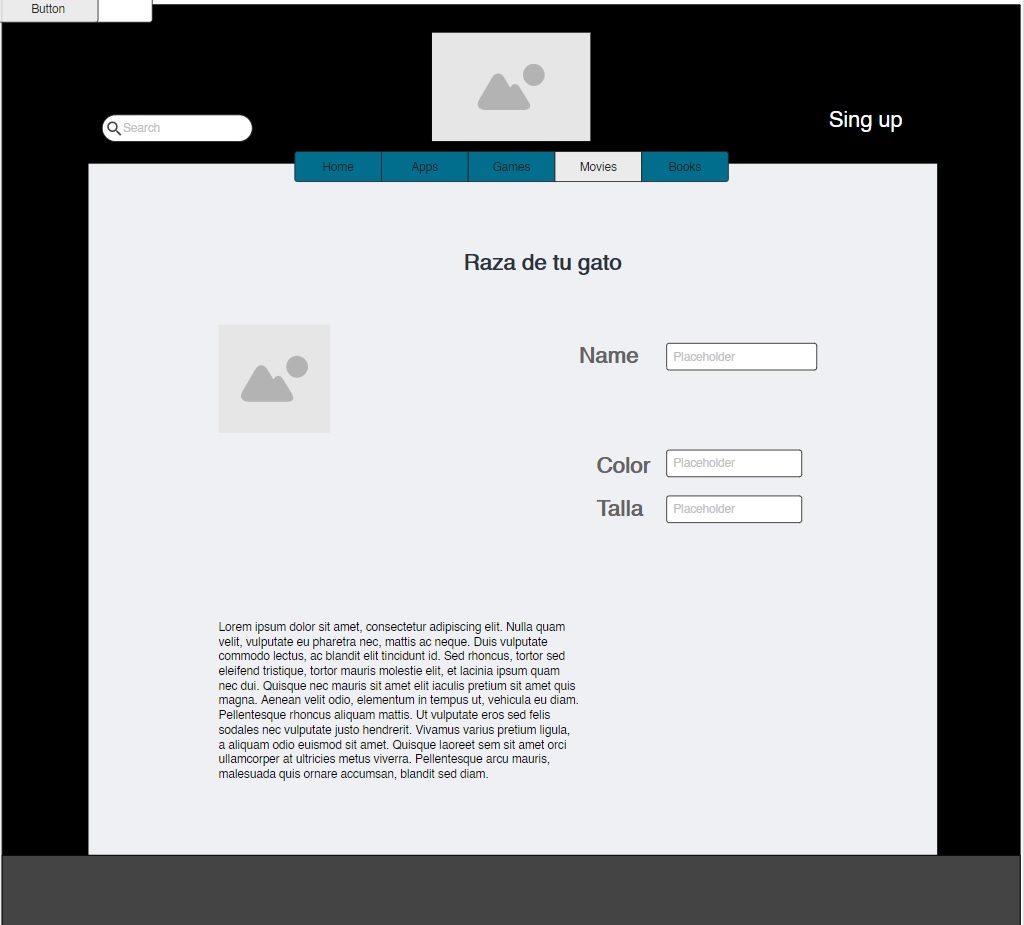 Button
Search
Sing up
Home
Apps
Games
Movies
Books
Raza de tu gato
Name
Placeholder
Color
Placeholder
Talla
Placeholder
Lorem ipsum dolor sit amet, consectetur adipiscing elit. Nulla quam
velit, vulputate eu pharetra nec, mattis ac neque. Duis vulputate
commodo lectus, ac blandit elit tincidunt id. Sed rhoncus, tortor sed
eleifend tristique, tortor mauris molestie elit, et lacinia ipsum quam
nec dui. Quisque nec mauris sit amet elit iaculis pretium sit amet quis
magna. Aenean velit odio, elementum in tempus ut, vehicula eu diam.
Pellentesque rhoncus aliquam mattis. Ut vulputate eros sed felis
sodales nec vulputate justo hendrerit. Vivamus varius pretium ligula,
a aliquam odio euismod sit amet. Quisque laoreet sem sit amet orci
ullamcorper at ultricies metus viverra. Pellentesque arcu mauris,
malesuada quis ornare accumsan, blandit sed diam.